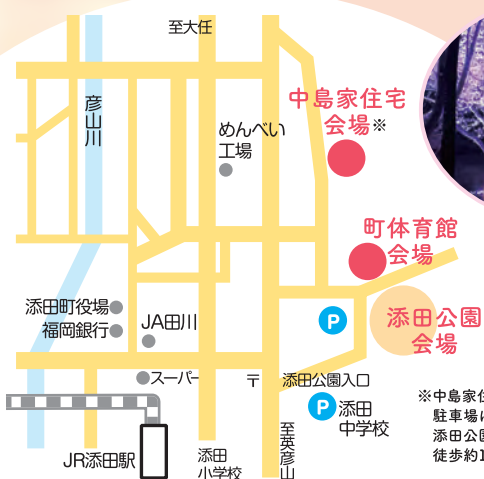 至大任
彦山川
めんべい
工場
中島家住宅
会場※
町体育館
会場
添田町役場
福岡銀行
JA田川
P
添田公園
会場
スーパー
〒
添田公園入口
P
添田
中学校
JR添田駅
添田
小学校
至英彦山
※中島家住
駐車場
添田公園
徒歩約1